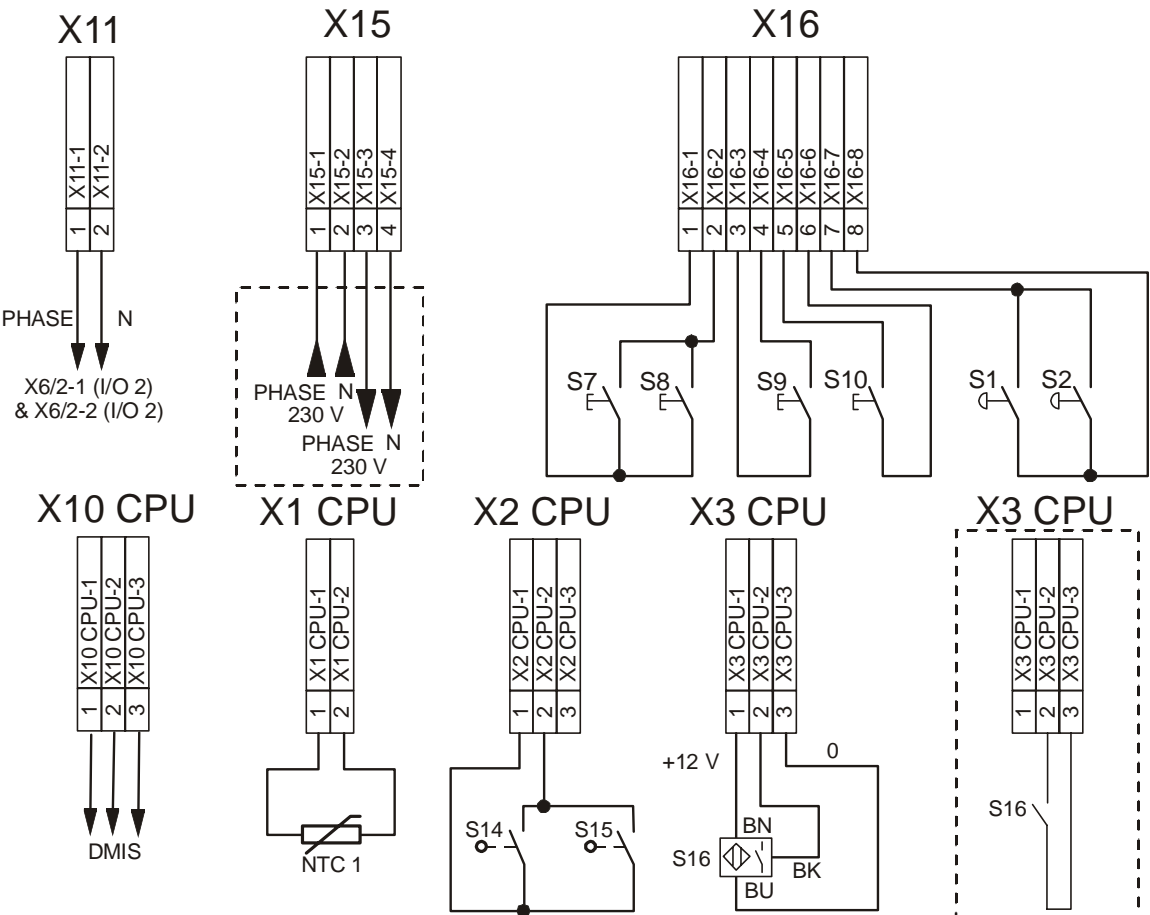 X11
X15
X16
X11-1
X11-2
1
2
PHASE
N
X6/2-1 (I/O 2)
& X6/2-2 (I/O 2)
X15-1
X15-2
X15-3
X15-4
1
2
3
4
PHASE N
230 V
PHASE N
230 V
X16-1
X16-2
X16-3
X16-4
X16-5
X16-6
X16-7
X16-8
1
2
3
4
5
6
7
8
S7
S8
S9
S10
S1
S2
X10 CPU
X1 CPU
X2 CPU
X3 CPU
X3 CPU
X10 CPU-1
X10 CPU-2
X10 CPU-3
1
2
3
DMIS
X1 CPU-1
X1 CPU-2
1
2
NTC 1
X2 CPU-1
X2 CPU-2
X2 CPU-3
1
2
3
S14
S15
X3 CPU-1
X3 CPU-2
X3 CPU-3
1
2
3
+12 V
0
BN
S16
BK
BU
X3 CPU-1
X3 CPU-2
X3 CPU-3
1
2
3
S16